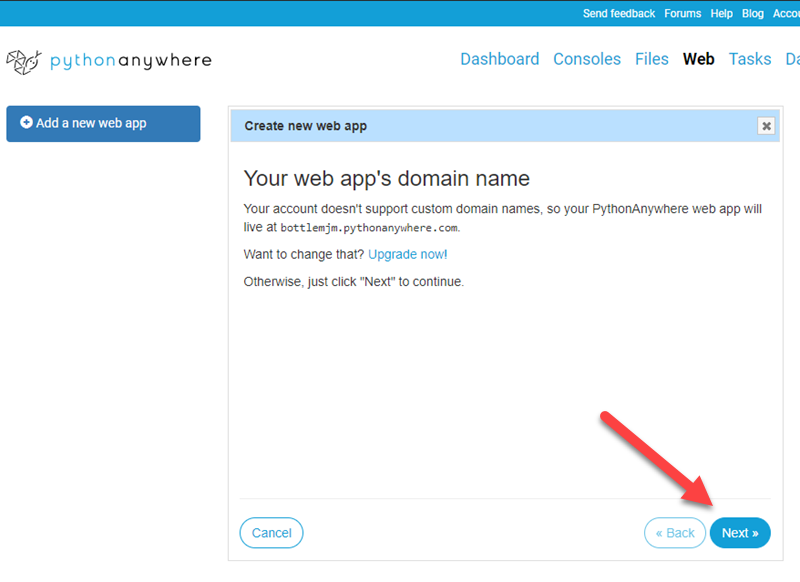 Send feedback Forums Help Blog
pythonanywhere
Dashboard Consoles Files Web Tasks
Add a new web app
Create new web app
Your web app's domain name
Your account doesn't support custom domain names, so your PythonAnywhere web app will
live at bottlemjm.pythonanywhere.com.
Want to change that? Upgrade now!
Otherwise, just click "Next" to continue.
Cancel « Back Next »